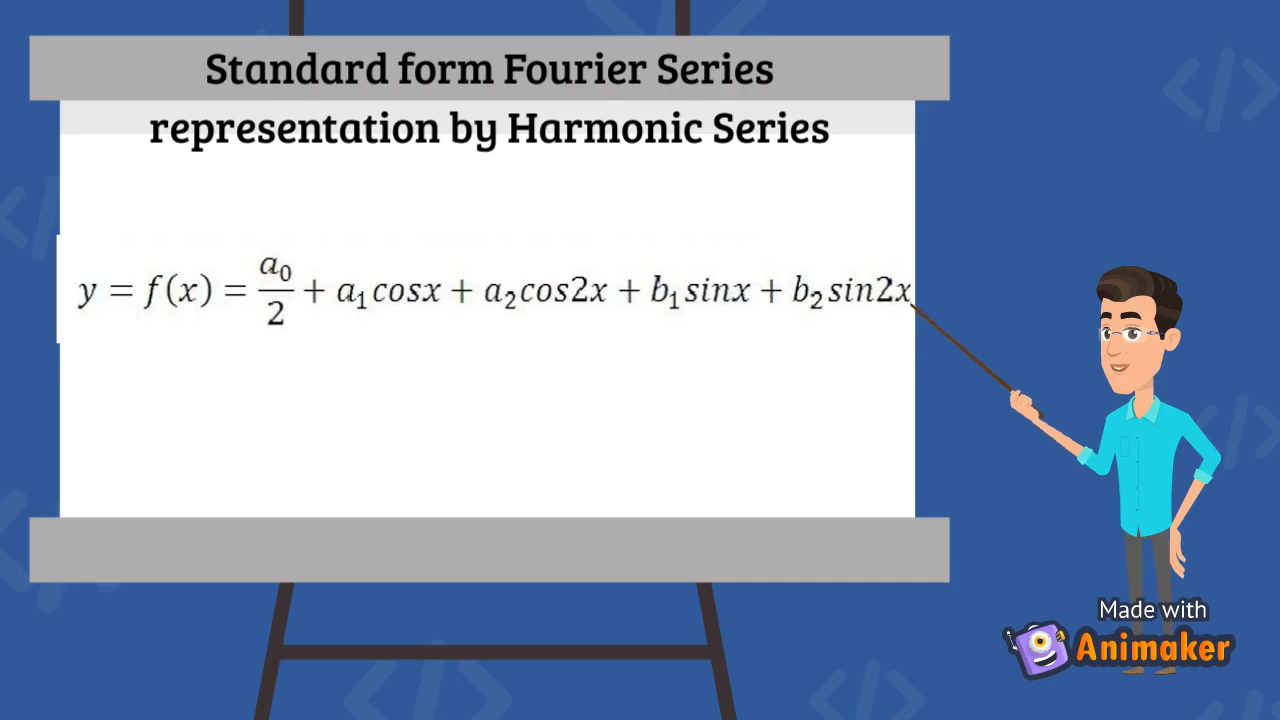 Standard form Fourier Series
representation by Harmonic Series
y = f(x) = a₀/2 + a₁cosx + a₂cos2x + b₁sinx + b₂sin2x
Made with
Animaker